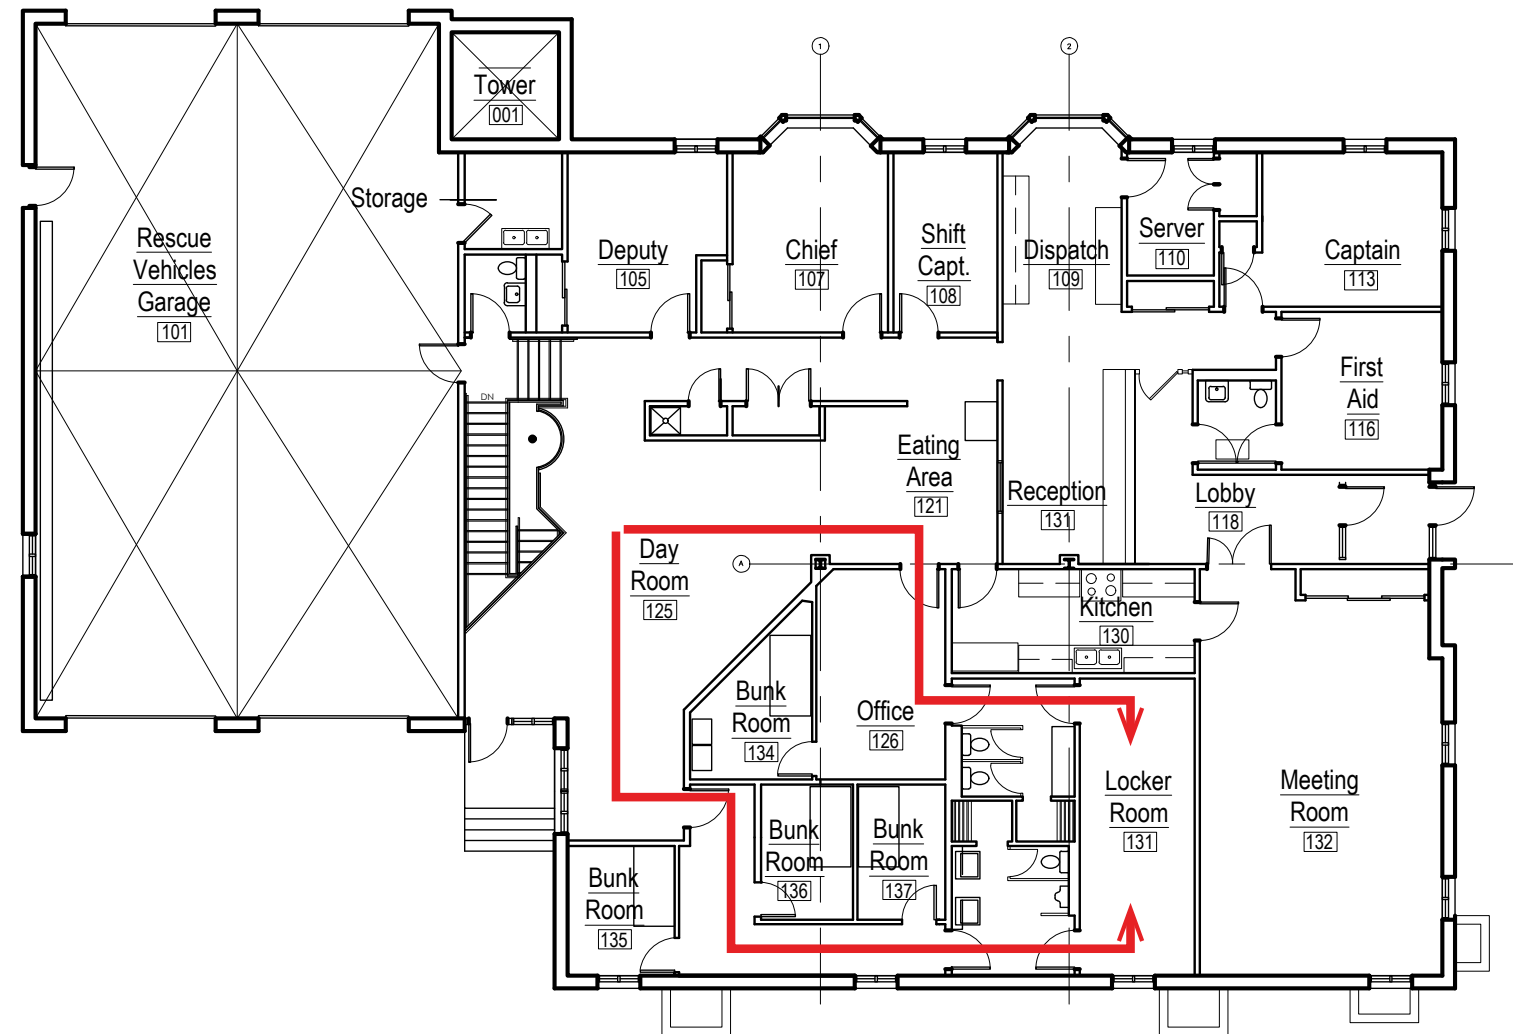 1
2
Tower
001
Storage
Rescue
Vehicles
Garage
101
Deputy
105
Chief
107
Shift
Capt.
108
Dispatch
109
Server
110
Captain
113
First
Aid
116
DN
Eating
Area
121
Reception
131
Lobby
118
Day
Room
125
A
Kitchen
130
Bunk
Room
134
Office
126
Locker
Room
131
Meeting
Room
132
Bunk
Room
136
Bunk
Room
137
Bunk
Room
135